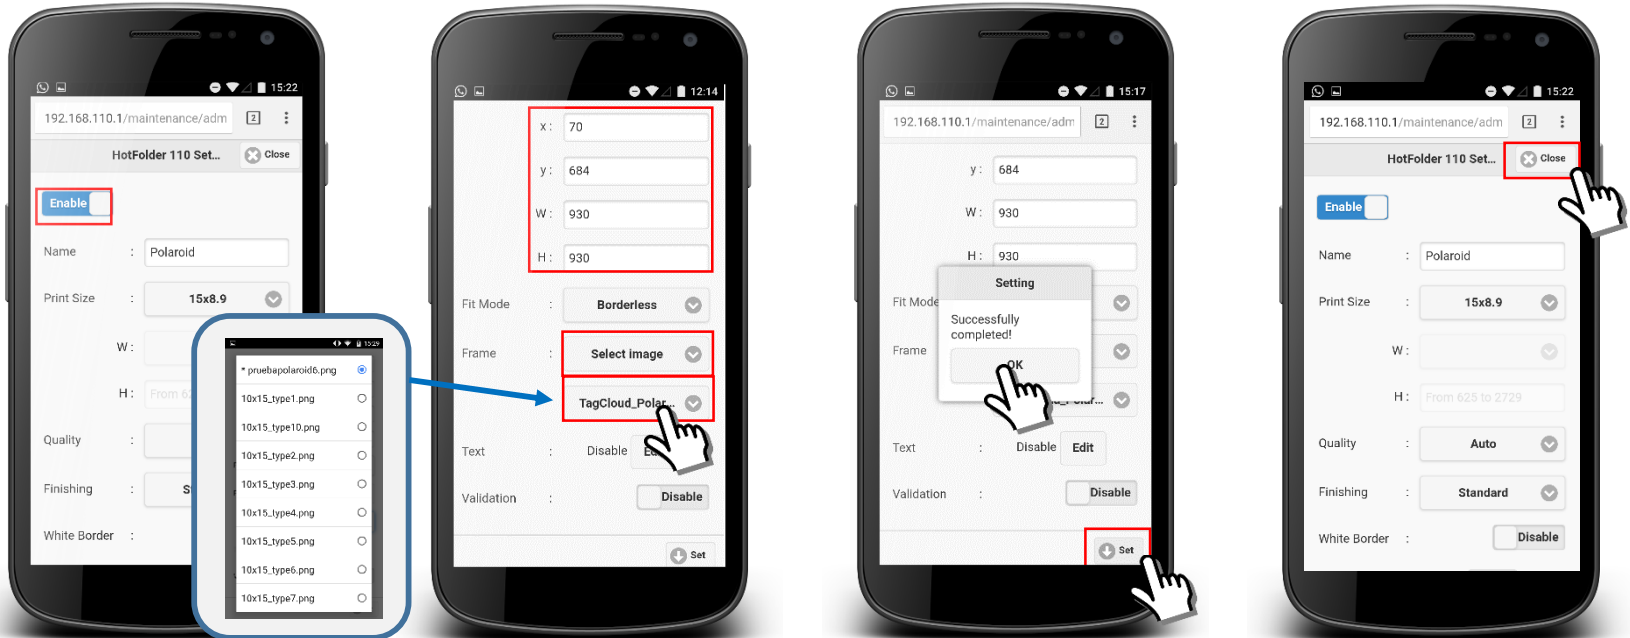 15:22
192.168.110.1/maintenance/adm 2
HotFolder 110 Set... Close
Enable
Name : Polaroid
Print Size : 15x8.9
W :
H : From 62
Quality :
Finishing : S
White Border :
15:29
* pruebapolaroid6.png
10x15_type1.png
10x15_type10.png
10x15_type2.png
10x15_type3.png
10x15_type4.png
10x15_type5.png
10x15_type6.png
10x15_type7.png
12:14
x : 70
y : 684
W : 930
H : 930
Fit Mode : Borderless
Frame : Select image
TagCloud_Polar...
Text : Disable
Validation : Disable
Set
15:17
192.168.110.1/maintenance/adm 2
y : 684
W : 930
H : 930
Setting
Successfully
completed!
OK
Fit Mode
Frame
d_Polar...
Text : Disable Edit
Validation : Disable
Set
15:22
192.168.110.1/maintenance/adm 2
HotFolder 110 Set... Close
Enable
Name : Polaroid
Print Size : 15x8.9
W :
H : From 625 to 2729
Quality : Auto
Finishing : Standard
White Border : Disable